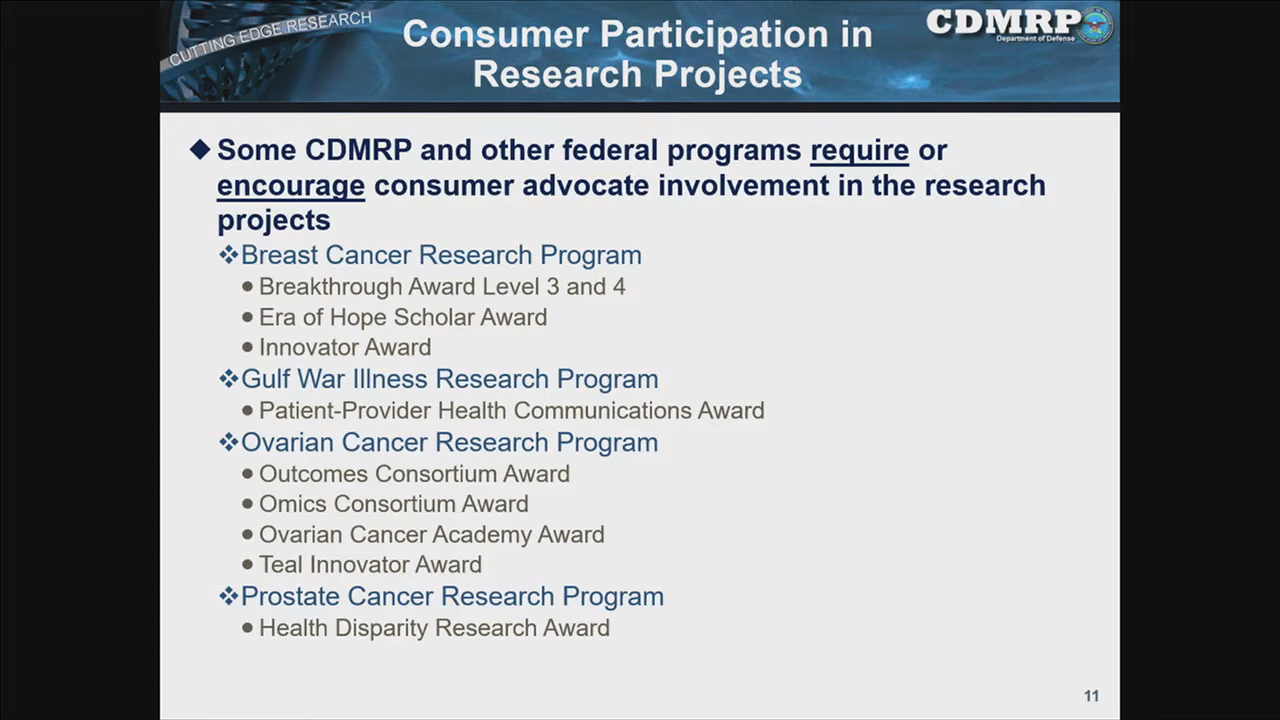 CUTTING EDGE RESEARCH
Consumer Participation in
Research Projects
CDMRP
Department of Defense
Some CDMRP and other federal programs require or
encourage consumer advocate involvement in the research
projects
Breast Cancer Research Program
Breakthrough Award Level 3 and 4
Era of Hope Scholar Award
Innovator Award
Gulf War Illness Research Program
Patient-Provider Health Communications Award
Ovarian Cancer Research Program
Outcomes Consortium Award
Omics Consortium Award
Ovarian Cancer Academy Award
Teal Innovator Award
Prostate Cancer Research Program
Health Disparity Research Award
11